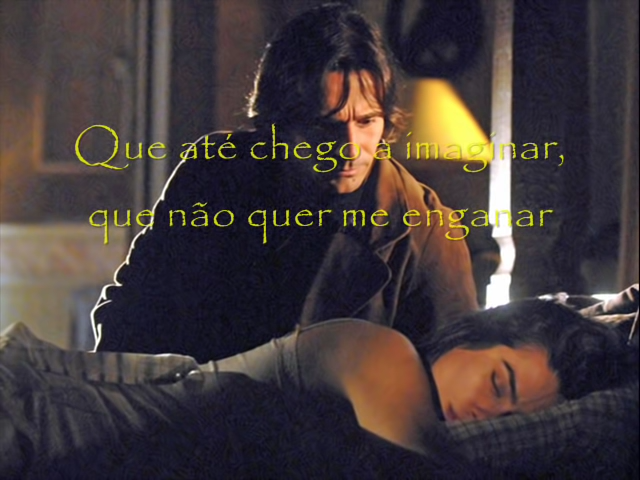 Que até chego a imaginar,
que não quer me enganar